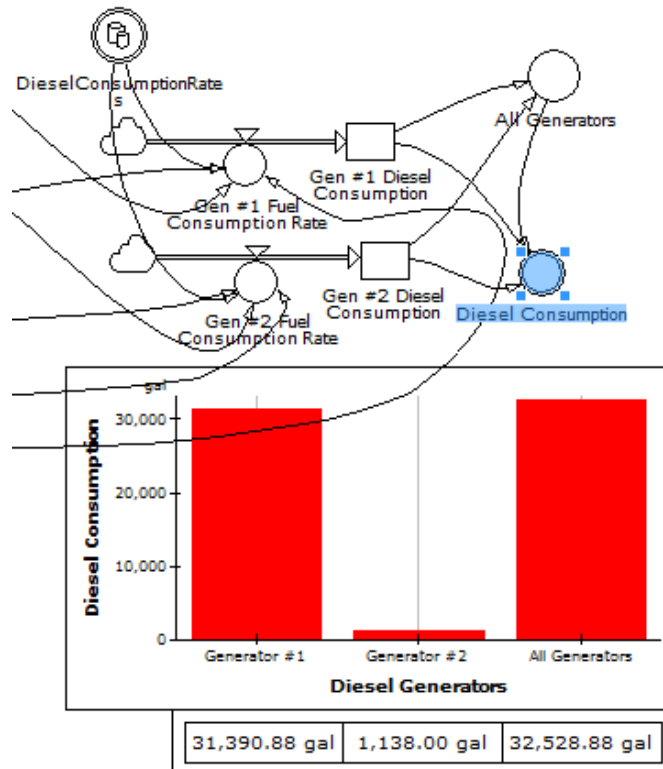 DieselConsumptionRate
s
All Generators
Gen #1 Diesel
Consumption
Gen #1 Fuel
Consumption Rate
Gen #2 Diesel
Consumption
Diesel Consumption
Gen #2 Fuel
Consumption Rate
gal
30,000
20,000
10,000
0
Diesel Consumption
Generator #1
Generator #2
All Generators
Diesel Generators
31,390.88 gal
1,138.00 gal
32,528.88 gal